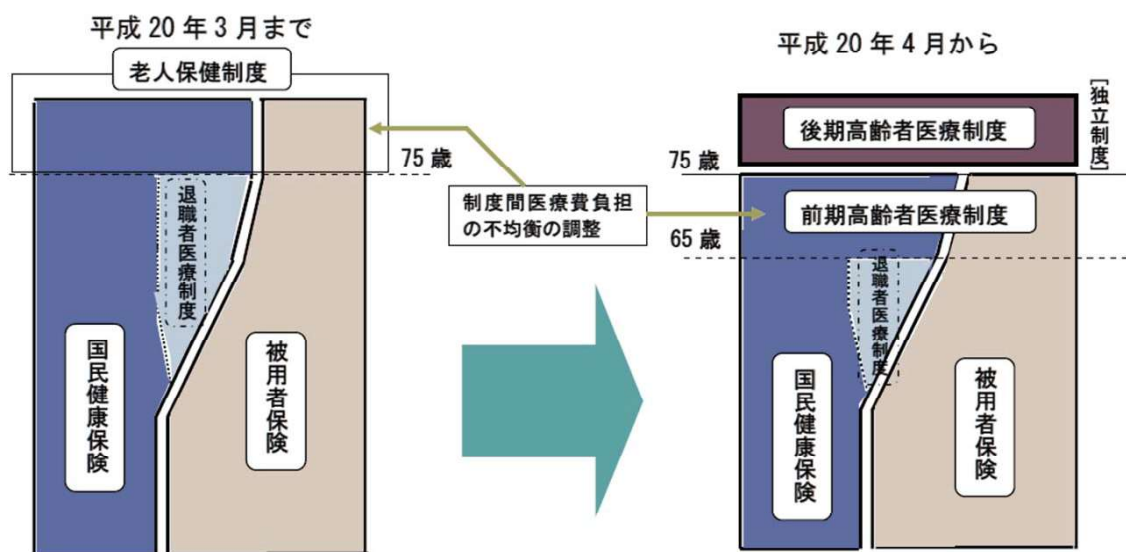 平成 20 年 3 月まで
老人保健制度
75 歳
退職者医療制度
国民健康保険
被用者保険
制度間医療費負担
の不均衡の調整
平成 20 年 4 月から
[独立制度]
後期高齢者医療制度
75 歳
前期高齢者医療制度
65 歳
退職者医療制度
国民健康保険
被用者保険